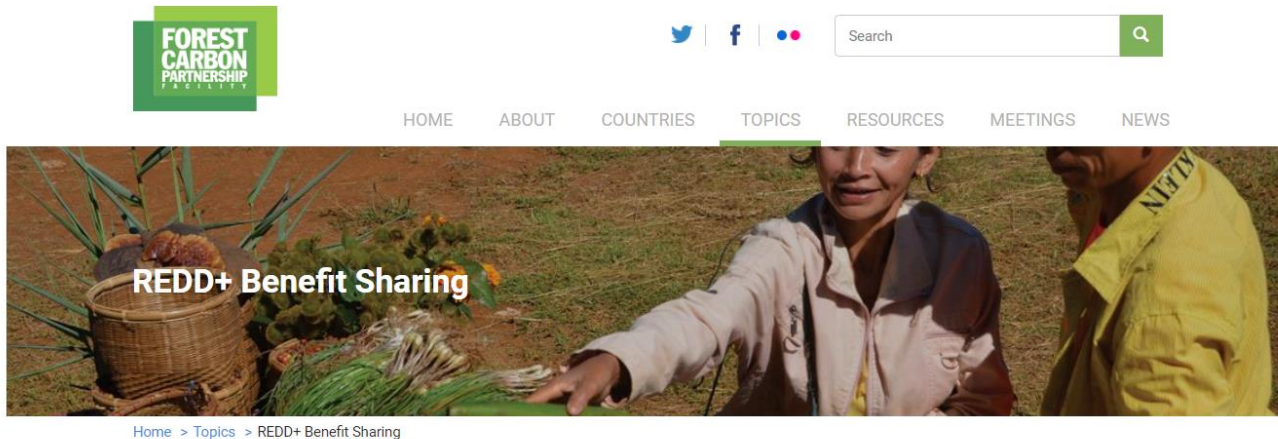 FOREST
CARBON
PARTNERSHIP
FACILITY
Search
HOME ABOUT COUNTRIES TOPICS RESOURCES MEETINGS NEWS
KLEIN
REDD+ Benefit Sharing
Home > Topics > REDD+ Benefit Sharing